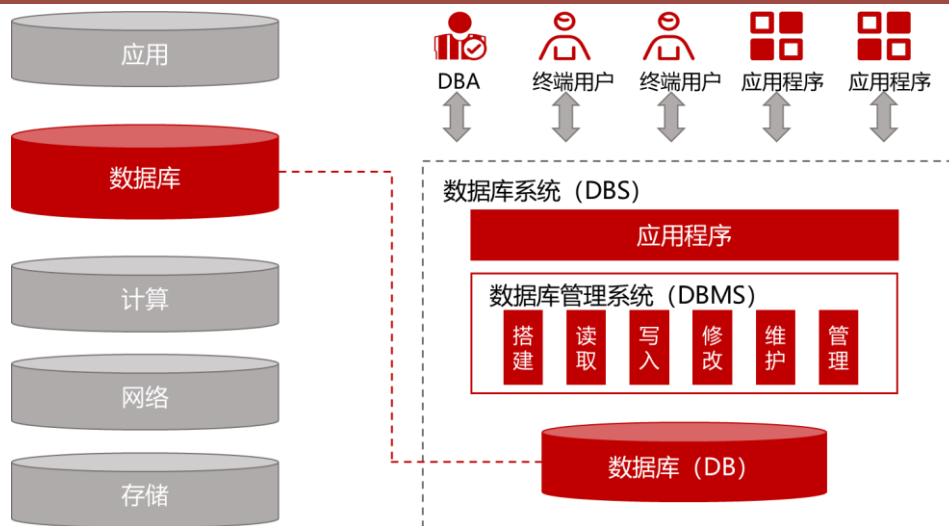 应用
数据库
计算
网络
存储
DBA 终端用户 终端用户 应用程序 应用程序
数据库系统（DBS）
应用程序
数据库管理系统（DBMS）
搭建 读取 写入 修改 维护 管理
数据库（DB）